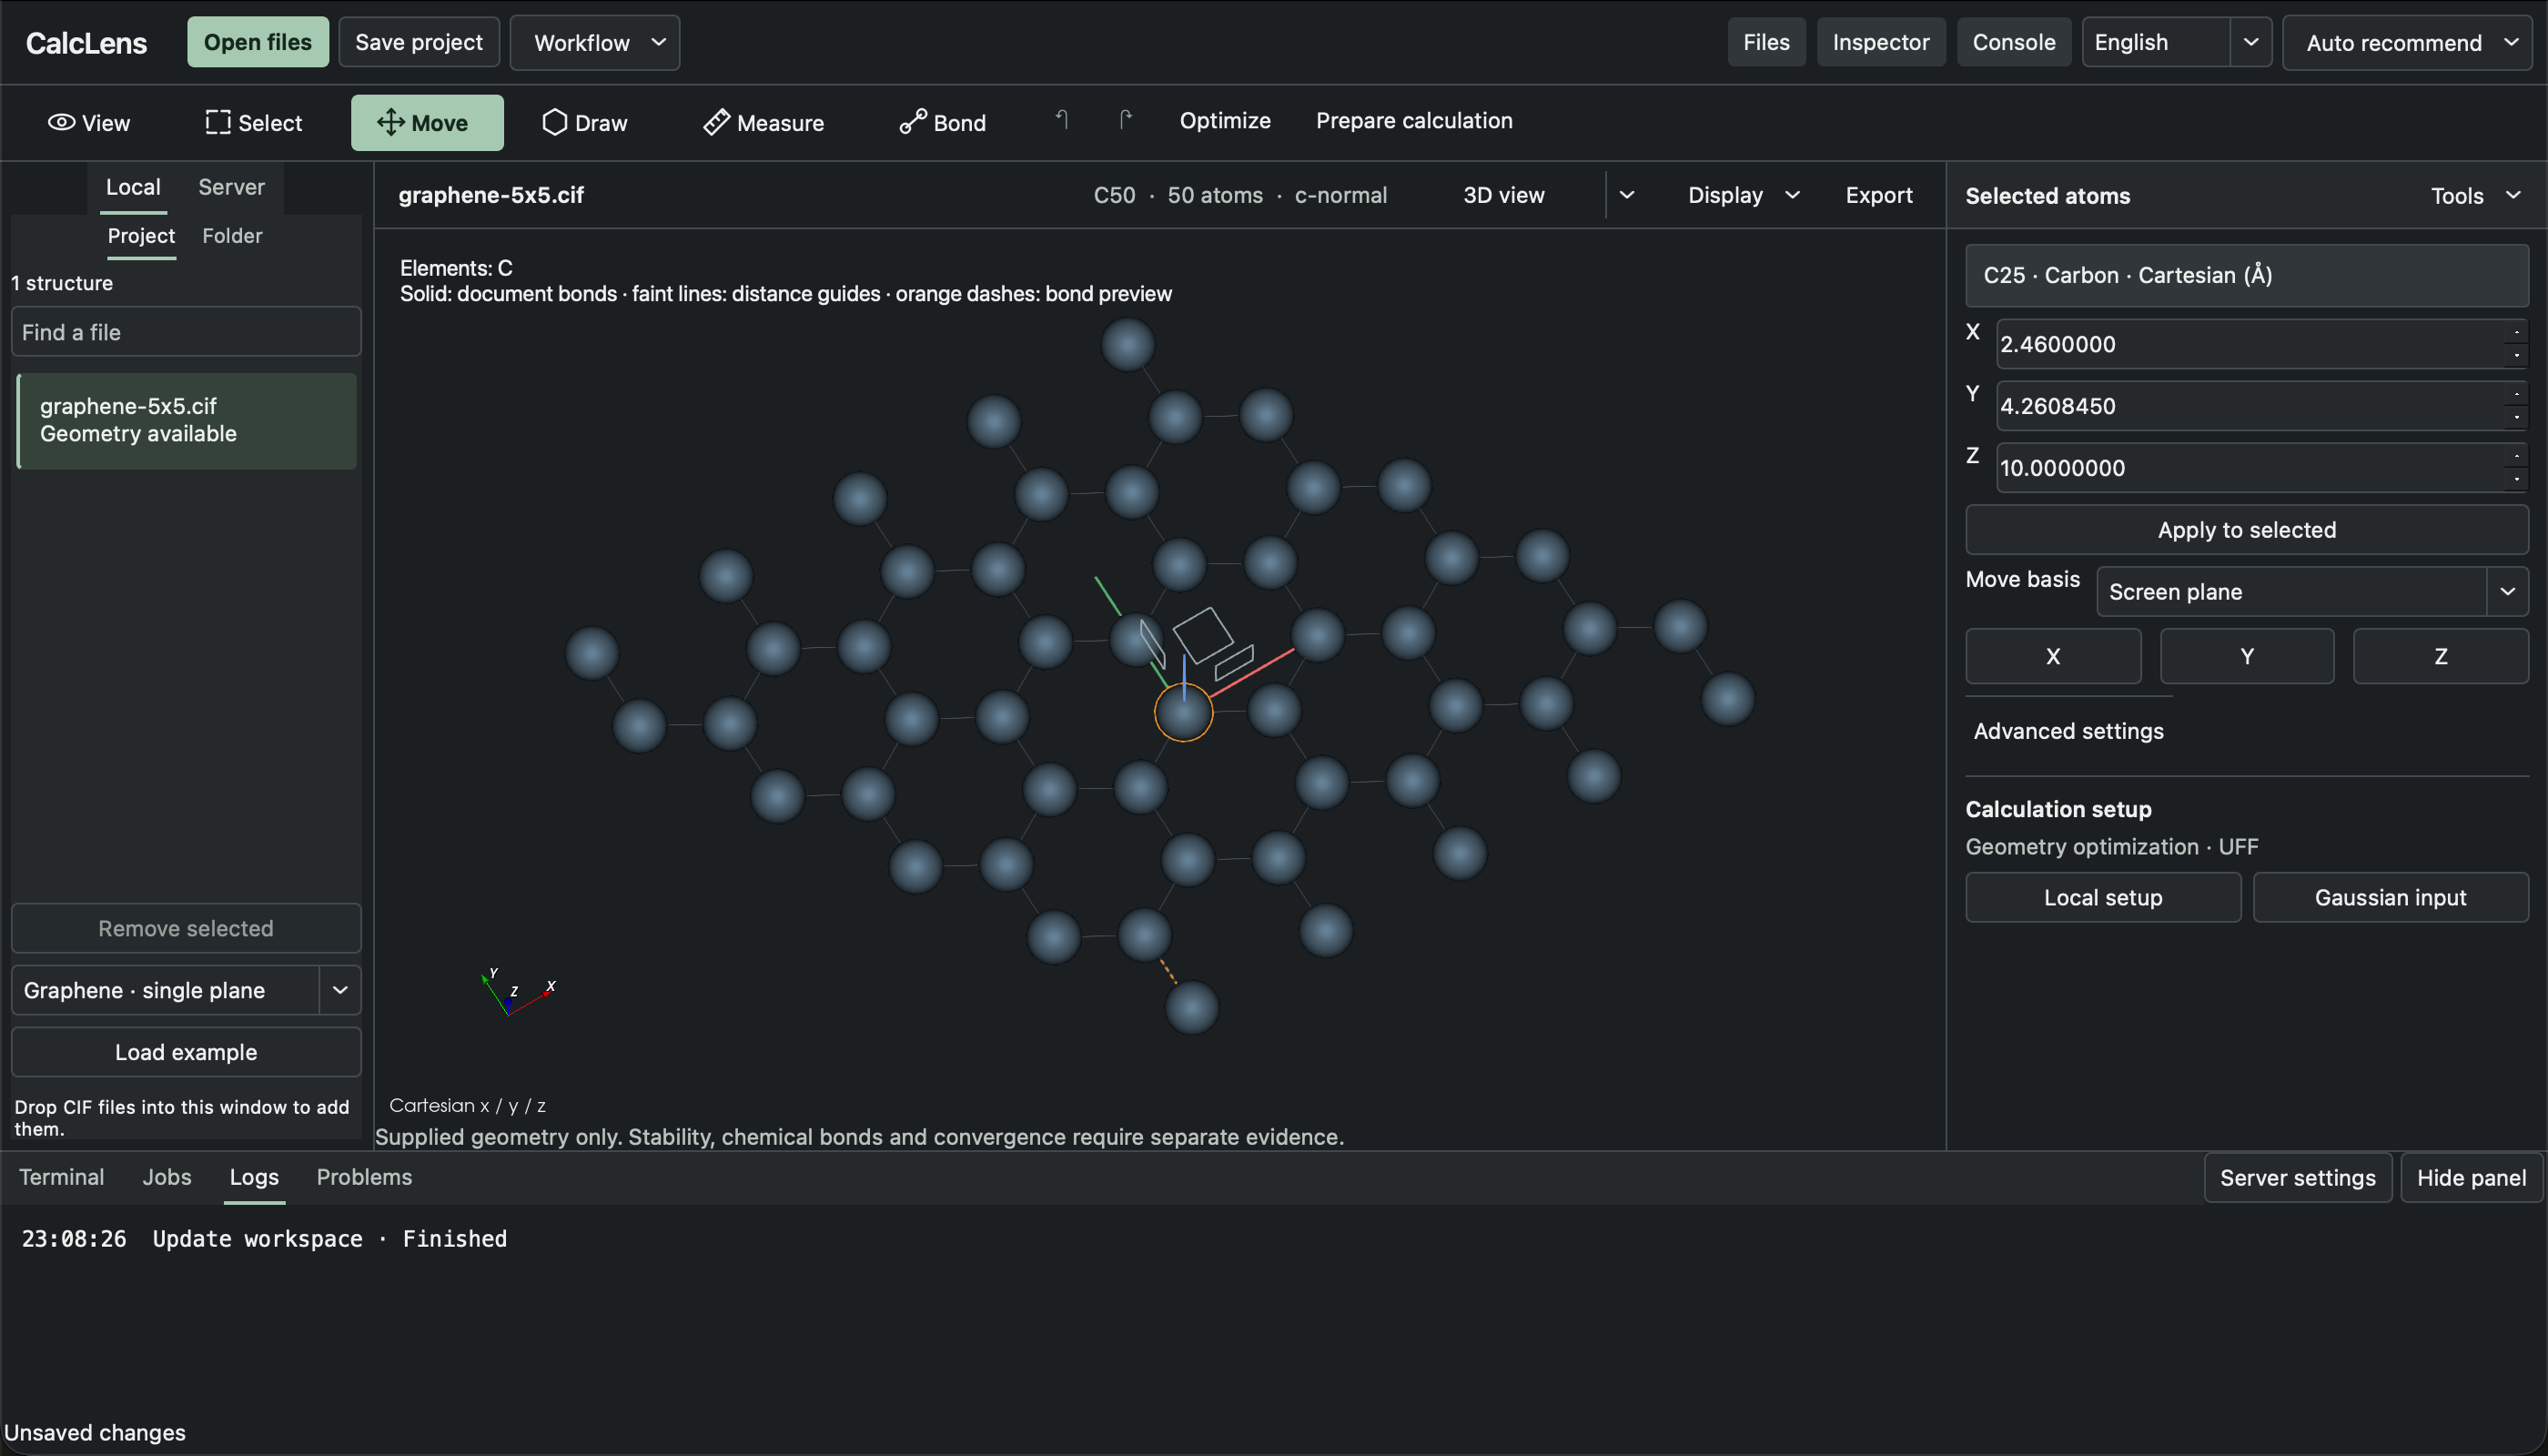 CalcLens
Open files
Save project
Workflow
Files
Inspector
Console
English
Auto recommend
View
Select
Move
Draw
Measure
Bond
Optimize
Prepare calculation
Local
Server
Project
Folder
1 structure
Find a file
graphene-5x5.cif
Geometry available
Remove selected
Graphene · single plane
Load example
Drop CIF files into this window to add
them.
graphene-5x5.cif
C50 · 50 atoms · c-normal
3D view
Display
Export
Elements: C
Solid: document bonds · faint lines: distance guides · orange dashes: bond preview
Y
Z
X
Cartesian x / y / z
Supplied geometry only. Stability, chemical bonds and convergence require separate evidence.
Selected atoms
Tools
C25 · Carbon · Cartesian (Å)
X 2.4600000
Y 4.2608450
Z 10.0000000
Apply to selected
Move basis
Screen plane
X
Y
Z
Advanced settings
Calculation setup
Geometry optimization · UFF
Local setup
Gaussian input
Terminal
Jobs
Logs
Problems
Server settings
Hide panel
23:08:26 Update workspace · Finished
Unsaved changes